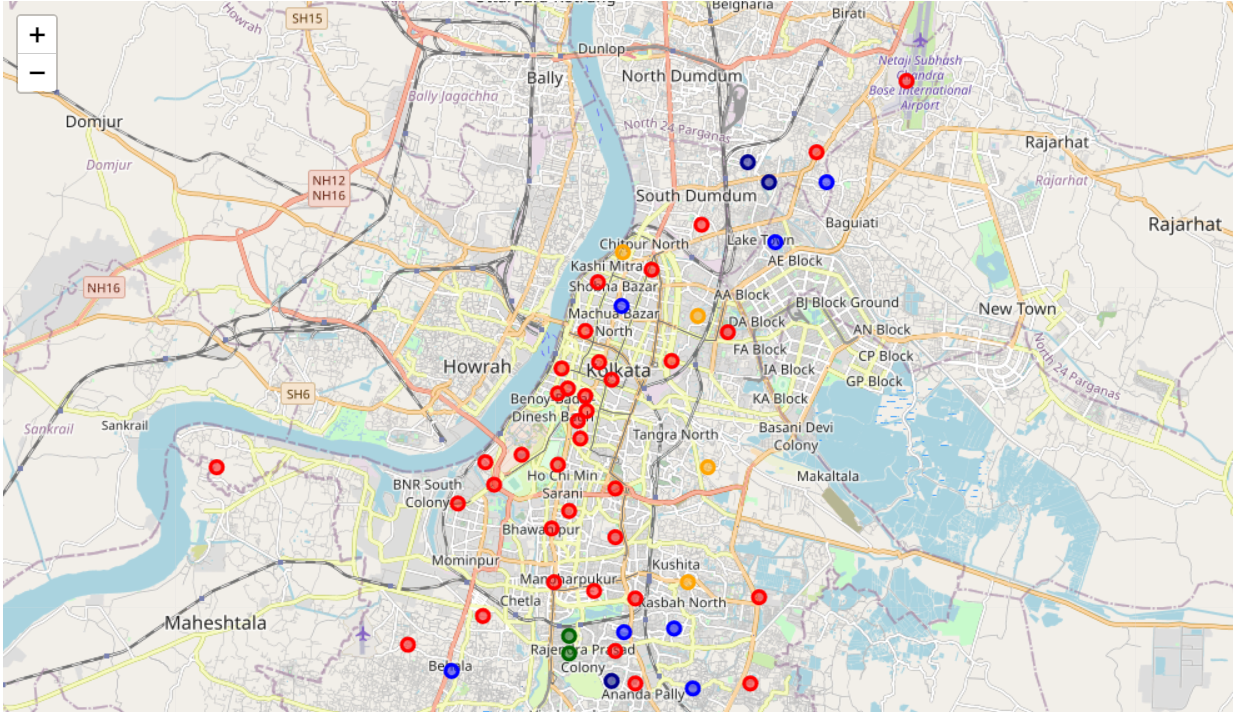 +
−
SH15
Howrah
Belgharia
Birati
Dunlop
Bally
North Dumdum
Netaji Subhash
Chandra
Bose International
Airport
Bally Jagachha
Domjur
North 24 Parganas
Domjur
Rajarhat
NH12
NH16
Rajarhat
South Dumdum
Baguiati
Rajarhat
Chitpur North
Lake Town
AE Block
Kashi Mitra
NH16
Shobha Bazar
AA Block
BJ Block Ground
New Town
Machua Bazar
North
DA Block
AN Block
FA Block
CP Block
Howrah
Kolkata
IA Block
GP Block
North 24 Parganas
SH6
Benoy Badal
Dinesh Bagh
KA Block
Sankrail
Sankrail
Tangra North
Basani Devi
Colony
BNR South
Colony
Ho Chi Min
Sarani
Makaltala
Bhawanipur
Mominpur
Kushita
Manoharpukur
Chetla
Kasbah North
Maheshtala
Rajendra Prasad
Colony
Behala
Ananda Pally